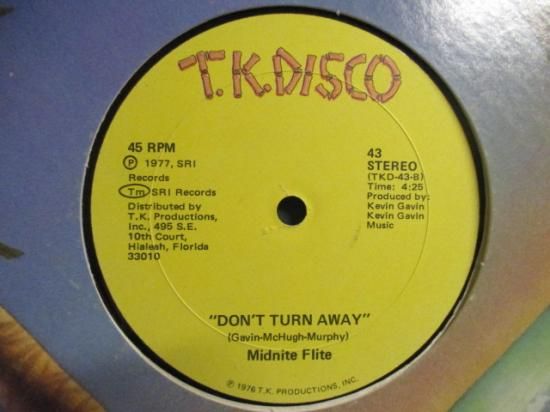 T.K.DISCO
45 RPM
Ⓟ 1977, SRI
Records
Tm SRI Records
Distributed by
T.K. Productions,
Inc., 495 S.E.
10th Court,
Hialeah, Florida
33010
43
STEREO
(TKD-43-B)
Time: 4:25
Produced by:
Kevin Gavin
Kevin Gavin
Music
"DON'T TURN AWAY"
(Gavin-McHugh-Murphy)
Midnite Flite
Ⓟ 1976 T.K. PRODUCTIONS, INC.